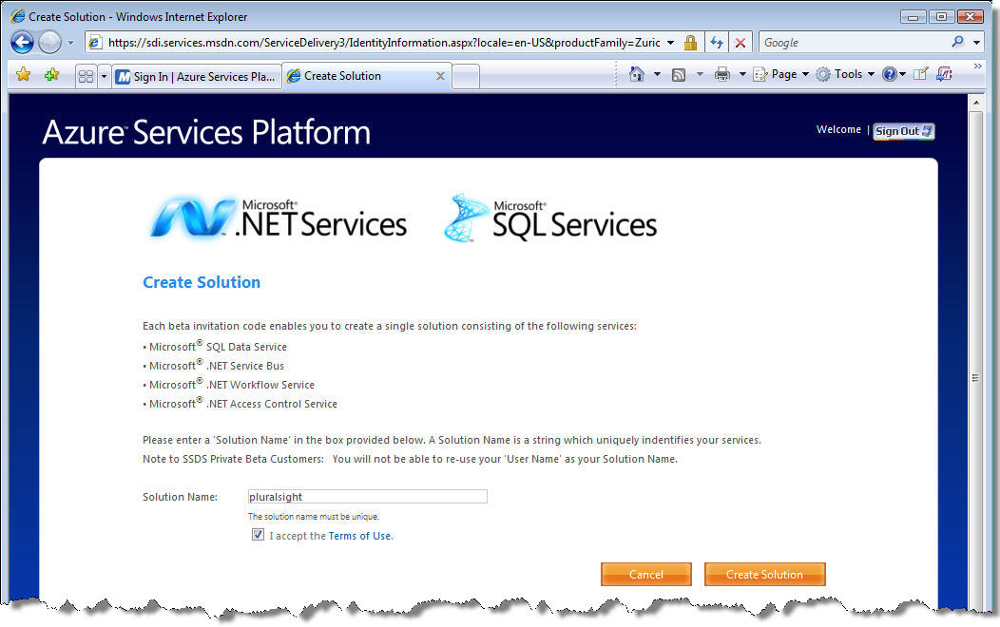 Create Solution - Windows Internet Explorer
https://sdi.services.msdn.com/ServiceDelivery3/IdentityInformation.aspx?locale=en-US&productFamily=Zuric
Google
Sign In | Azure Services Pla...
Create Solution
Page
Tools
Azure™ Services Platform
Welcome | Sign Out
Microsoft® .NET Services™
Microsoft® SQL Services™
Create Solution
Each beta invitation code enables you to create a single solution consisting of the following services:
• Microsoft® SQL Data Service
• Microsoft® .NET Service Bus
• Microsoft® .NET Workflow Service
• Microsoft® .NET Access Control Service
Please enter a 'Solution Name' in the box provided below. A Solution Name is a string which uniquely indentifies your services.
Note to SSDS Private Beta Customers: You will not be able to re-use your 'User Name' as your Solution Name.
Solution Name: pluralsight
The solution name must be unique.
I accept the Terms of Use.
Cancel
Create Solution